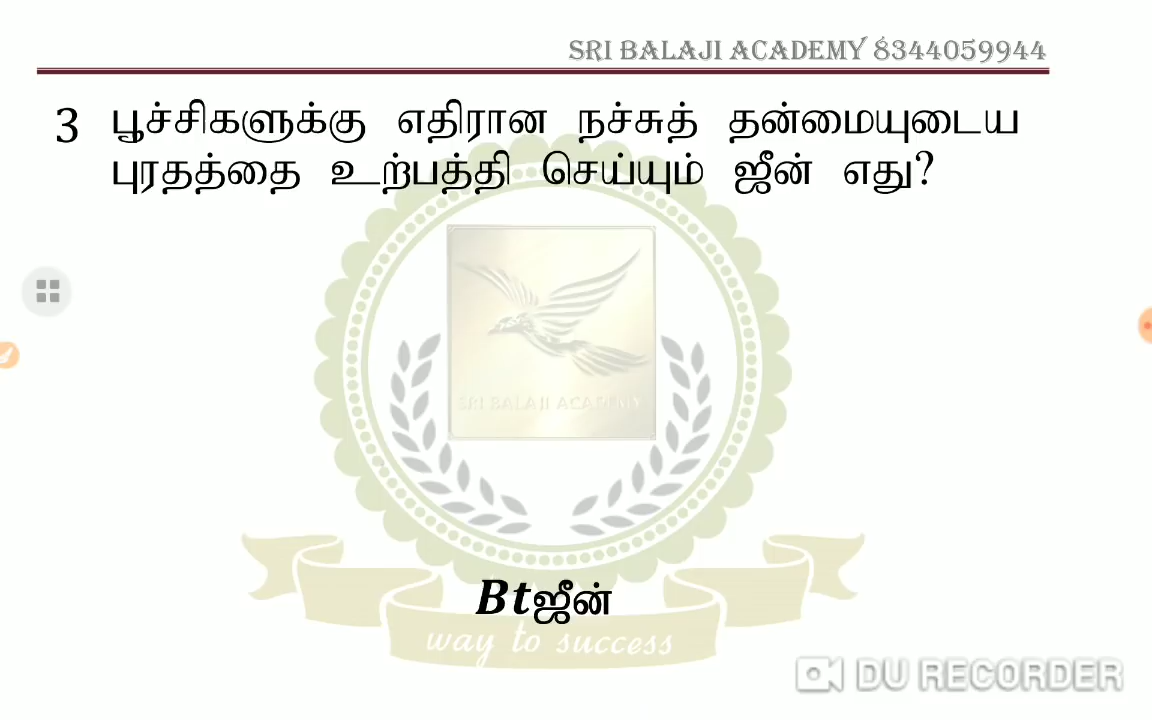 SRI BALAJI ACADEMY 8344059944
3 பூச்சிகளுக்கு எதிரான நச்சுத் தன்மையுடைய
புரதத்தை உற்பத்தி செய்யும் ஜீன் எது?
SRI BALAJI ACADEMY
Btஜீன்
way to success
DU RECORDER